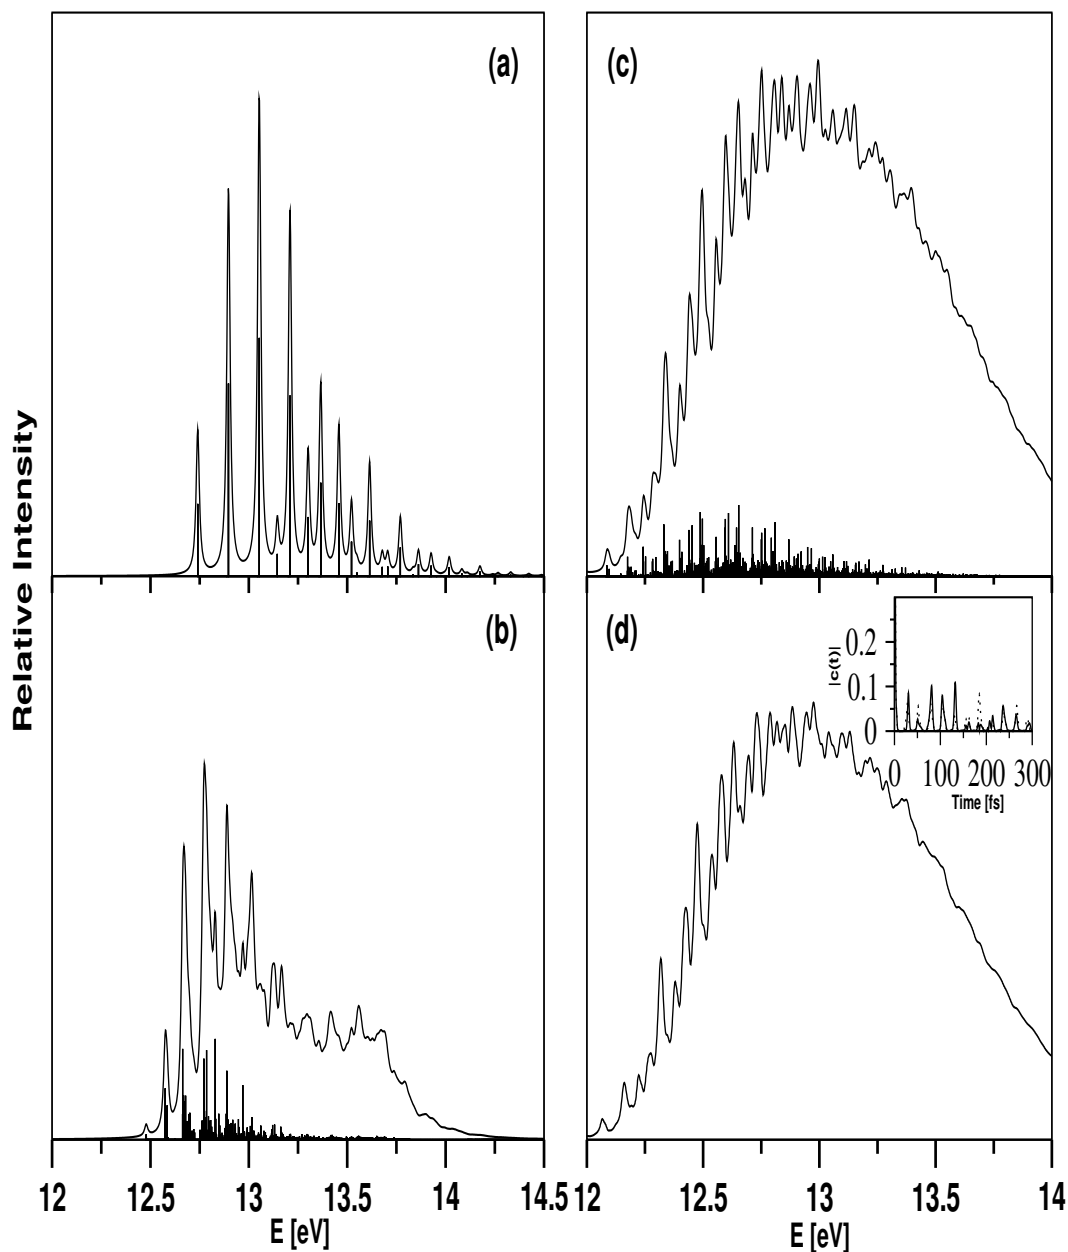 (a)
(c)
Relative Intensity
(b)
(d)
|c(t)|
0.2
0.1
0
0 100 200 300
Time [fs]
12 12.5 13 13.5 14 14.5
E [eV]
12 12.5 13 13.5 14
E [eV]